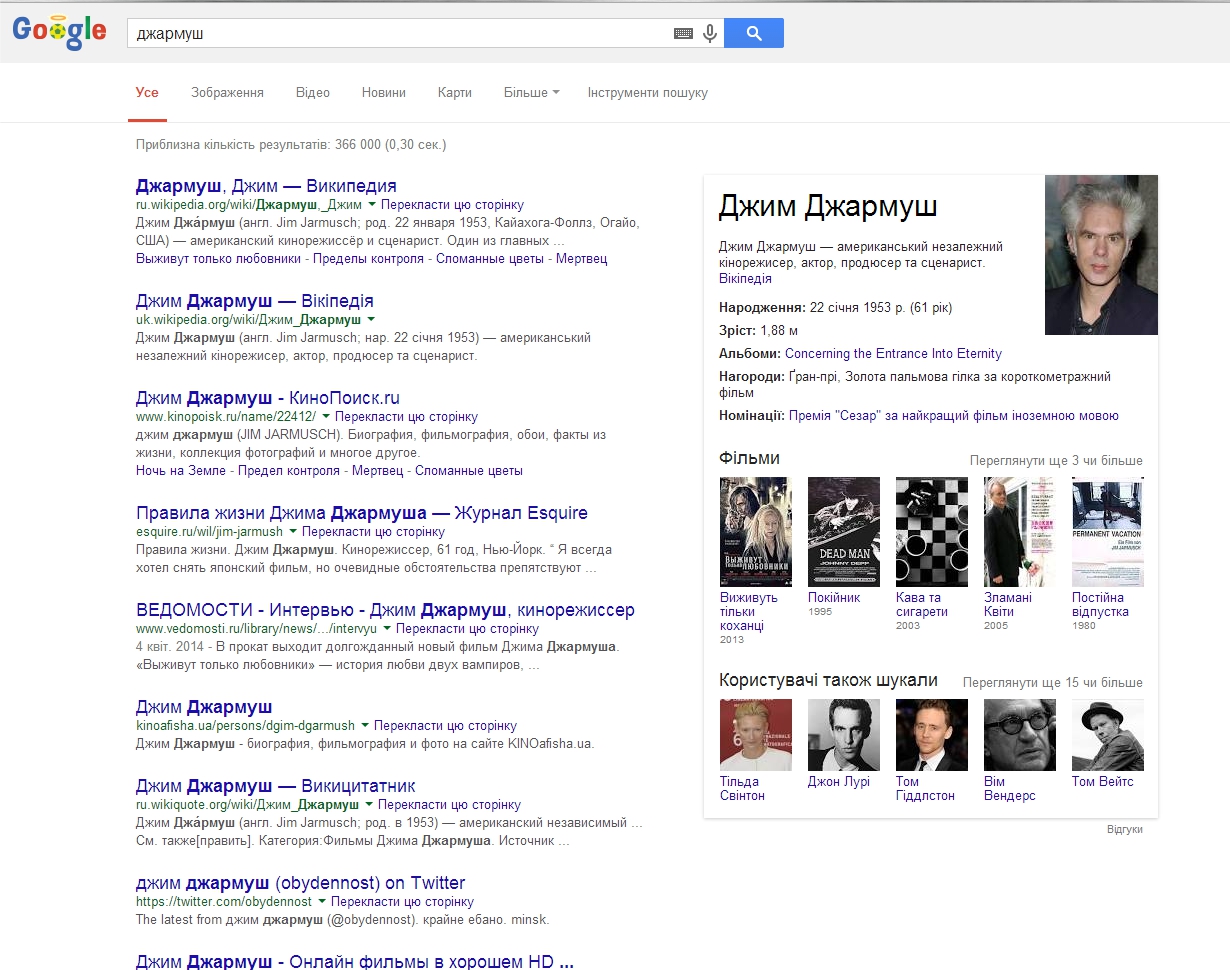 Google
джармуш
Усе Зображення Відео Новини Карти Більше Інструменти пошуку
Приблизна кількість результатів: 366 000 (0,30 сек.)
Джармуш, Джим — Википедия
ru.wikipedia.org/wiki/Джармуш,_Джим Перекласти цю сторінку
Джим Джа́рмуш (англ. Jim Jarmusch; род. 22 января 1953, Кайахога-Фоллз, Огайо,
США) — американский кинорежиссёр и сценарист. Один из главных ...
Выживут только любовники - Пределы контроля - Сломанные цветы - Мертвец
Джим Джармуш — Вікіпедія
uk.wikipedia.org/wiki/Джим_Джармуш
Джим Джармуш (англ. Jim Jarmusch; нар. 22 січня 1953) — американський
незалежний кінорежисер, актор, продюсер та сценарист.
Джим Джармуш - КиноПоиск.ru
www.kinopoisk.ru/name/22412/ Перекласти цю сторінку
джим джармуш (JIM JARMUSCH). Биография, фильмография, обои, факты из
жизни, коллекция фотографий и многое другое.
Ночь на Земле - Предел контроля - Мертвец - Сломанные цветы
Правила жизни Джима Джармуша — Журнал Esquire
esquire.ru/wil/jim-jarmush Перекласти цю сторінку
Правила жизни. Джим Джармуш. Кинорежиссер, 61 год, Нью-Йорк. “ Я всегда
хотел снять японский фильм, но очевидные обстоятельства препятствуют ...
ВЕДОМОСТИ - Интервью - Джим Джармуш, кинорежиссер
www.vedomosti.ru/library/news/.../intervyu Перекласти цю сторінку
4 квіт. 2014 - В прокат выходит долгожданный новый фильм Джима Джармуша.
«Выживут только любовники» — история любви двух вампиров, ...
Джим Джармуш
kinoafisha.ua/persons/dgim-dgarmush Перекласти цю сторінку
Джим Джармуш - биография, фильмография и фото на сайте KINOafisha.ua.
Джим Джармуш — Викицитатник
ru.wikiquote.org/wiki/Джим_Джармуш Перекласти цю сторінку
Джим Джа́рмуш (англ. Jim Jarmusch; род. в 1953) — американский независимый ...
См. также[править]. Категория:Фильмы Джима Джармуша. Источник ...
джим джармуш (obydennost) on Twitter
https://twitter.com/obydennost Перекласти цю сторінку
The latest from джим джармуш (@obydennost). крайне ебано. minsk.
Джим Джармуш - Онлайн фильмы в хорошем HD ...
Джим Джармуш
Джим Джармуш — американський незалежний
кінорежисер, актор, продюсер та сценарист.
Вікіпедія
Народження: 22 січня 1953 р. (61 рік)
Зріст: 1,88 м
Альбоми: Concerning the Entrance Into Eternity
Нагороди: Ґран-прі, Золота пальмова гілка за короткометражний
фільм
Номінації: Премія "Сезар" за найкращий фільм іноземною мовою
Фільми Переглянути ще 3 чи більше
ВЫЖИВУТ
ТОЛЬКО ЛЮБОВНИКИ
DEAD MAN
JOHNNY DEPP
PERMANENT VACATION
Ein Film von
JIM JARMUSCH
Виживуть
тільки
коханці
2013
Покійник
1995
Кава та
сигарети
2003
Зламані
Квіти
2005
Постійна
відпустка
1980
Користувачі також шукали Переглянути ще 15 чи більше
Тільда
Свінтон
Джон Лурі
Том
Гіддлстон
Вім
Вендерс
Том Вейтс
Відгуки